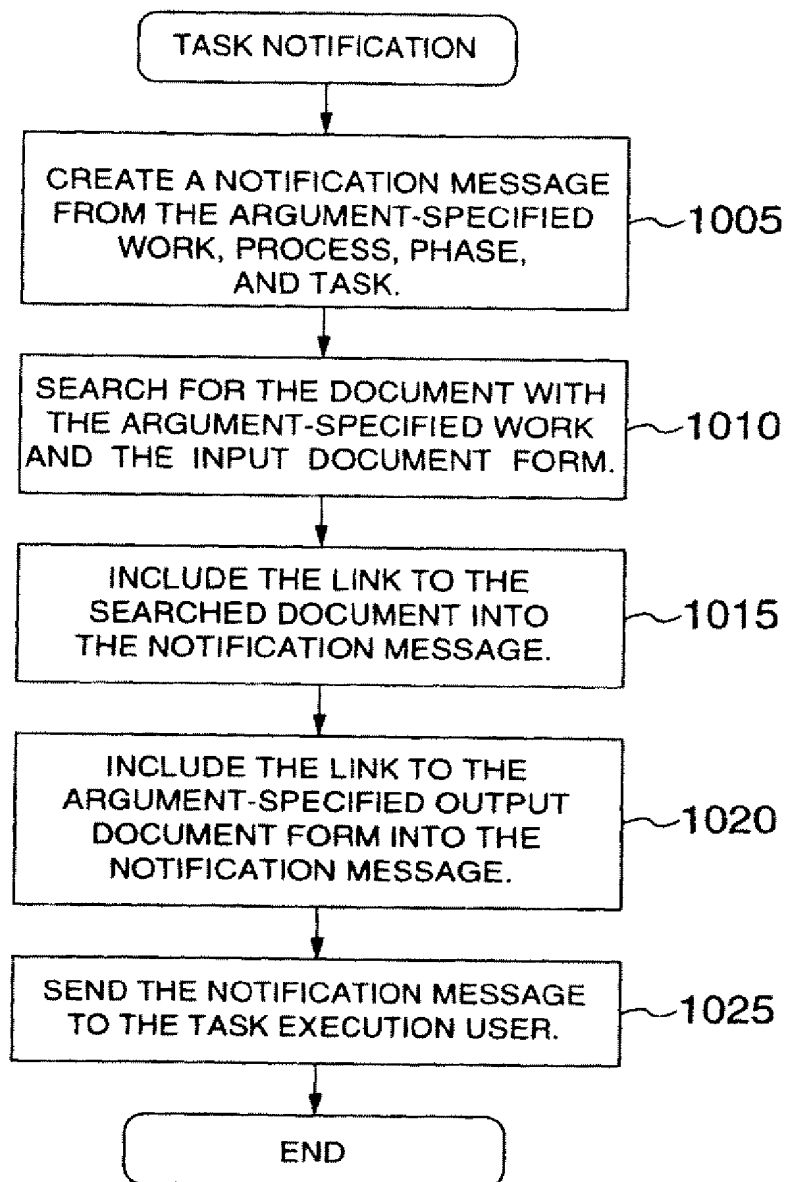 TASK NOTIFICATION
CREATE A NOTIFICATION MESSAGE
FROM THE ARGUMENT-SPECIFIED
WORK, PROCESS, PHASE,
AND TASK.
1005
SEARCH FOR THE DOCUMENT WITH
THE ARGUMENT-SPECIFIED WORK
AND THE INPUT DOCUMENT FORM.
1010
INCLUDE THE LINK TO THE
SEARCHED DOCUMENT INTO
THE NOTIFICATION MESSAGE.
1015
INCLUDE THE LINK TO THE
ARGUMENT-SPECIFIED OUTPUT
DOCUMENT FORM INTO THE
NOTIFICATION MESSAGE.
1020
SEND THE NOTIFICATION MESSAGE
TO THE TASK EXECUTION USER.
1025
END